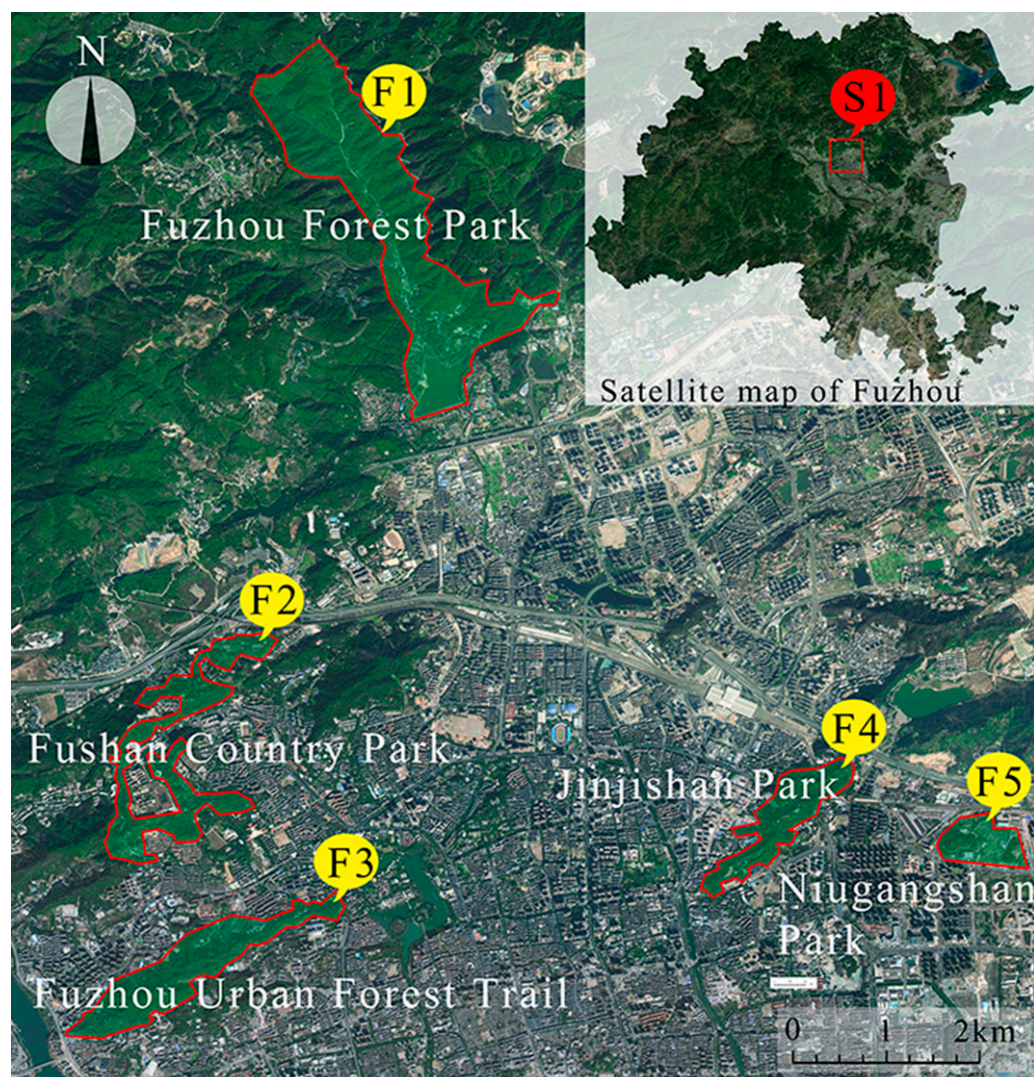 N
F1
S1
Fuzhou Forest Park
Satellite map of Fuzhou
F2
Fushan Country Park
F4
Jinjishan Park
F5
F3
Niugangshan
Park
Fuzhou Urban Forest Trail
0 1 2km